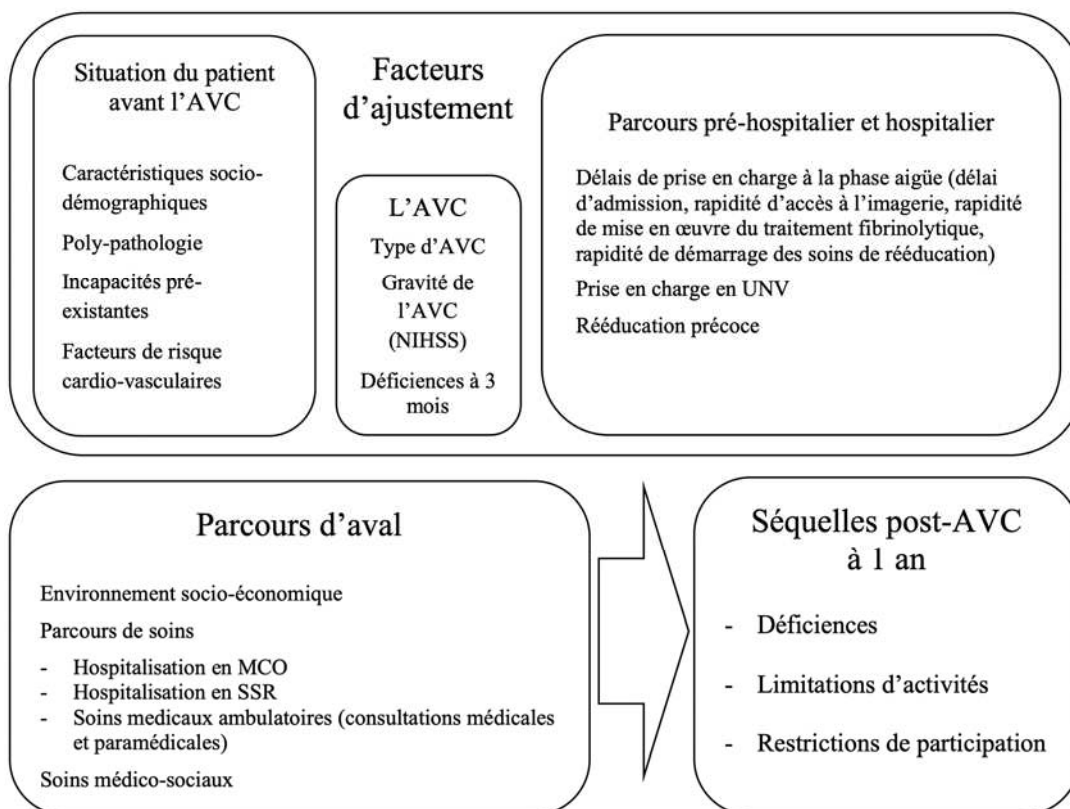 Situation du patient
avant l'AVC
Caractéristiques socio-
démographiques
Poly-pathologie
Incapacités pré-
existantes
Facteurs de risque
cardio-vasculaires
Facteurs
d'ajustement
L'AVC
Type d'AVC
Gravité de
l'AVC
(NIHSS)
Déficiences à 3
mois
Parcours pré-hospitalier et hospitalier
Délais de prise en charge à la phase aigüe (délai
d'admission, rapidité d'accès à l'imagerie, rapidité
de mise en œuvre du traitement fibrinolytique,
rapidité de démarrage des soins de rééducation)
Prise en charge en UNV
Rééducation précoce
Parcours d'aval
Environnement socio-économique
Parcours de soins
- Hospitalisation en MCO
- Hospitalisation en SSR
- Soins medicaux ambulatoires (consultations médicales
et paramédicales)
Soins médico-sociaux
Séquelles post-AVC
à 1 an
- Déficiences
- Limitations d'activités
- Restrictions de participation